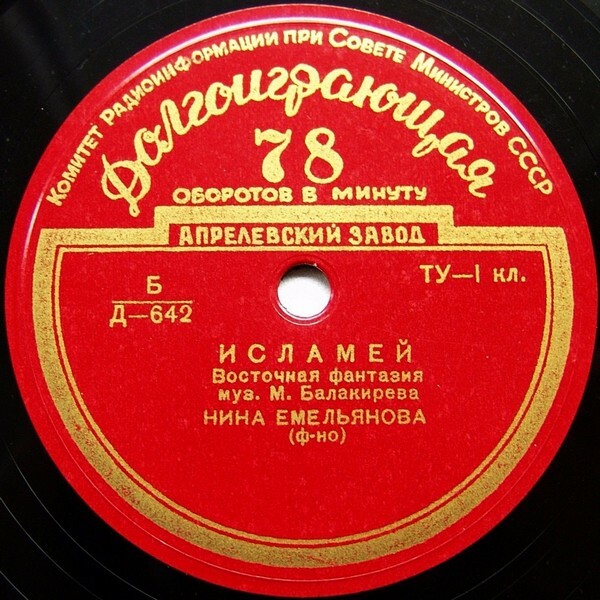 Комитет Радиоинформации при Совете Министров СССР
Долгоиграющая
78
ОБОРОТОВ В МИНУТУ
АПРЕЛЕВСКИЙ ЗАВОД
Б
Д—642
ТУ—1 кл.
ИСЛАМЕЙ
Восточная фантазия
муз. М. Балакирева
НИНА ЕМЕЛЬЯНОВА
(ф-но)